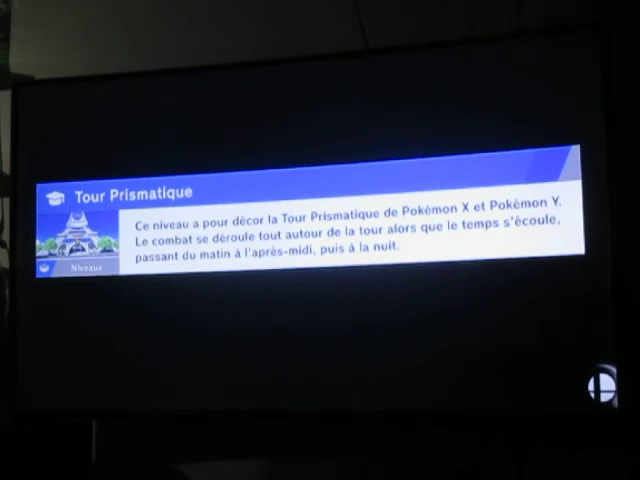 Tour Prismatique
Ce niveau a pour décor la Tour Prismatique de Pokémon X et Pokémon Y.
Le combat se déroule tout autour de la tour alors que le temps s'écoule,
passant du matin à l'après-midi, puis à la nuit.
Niveaux